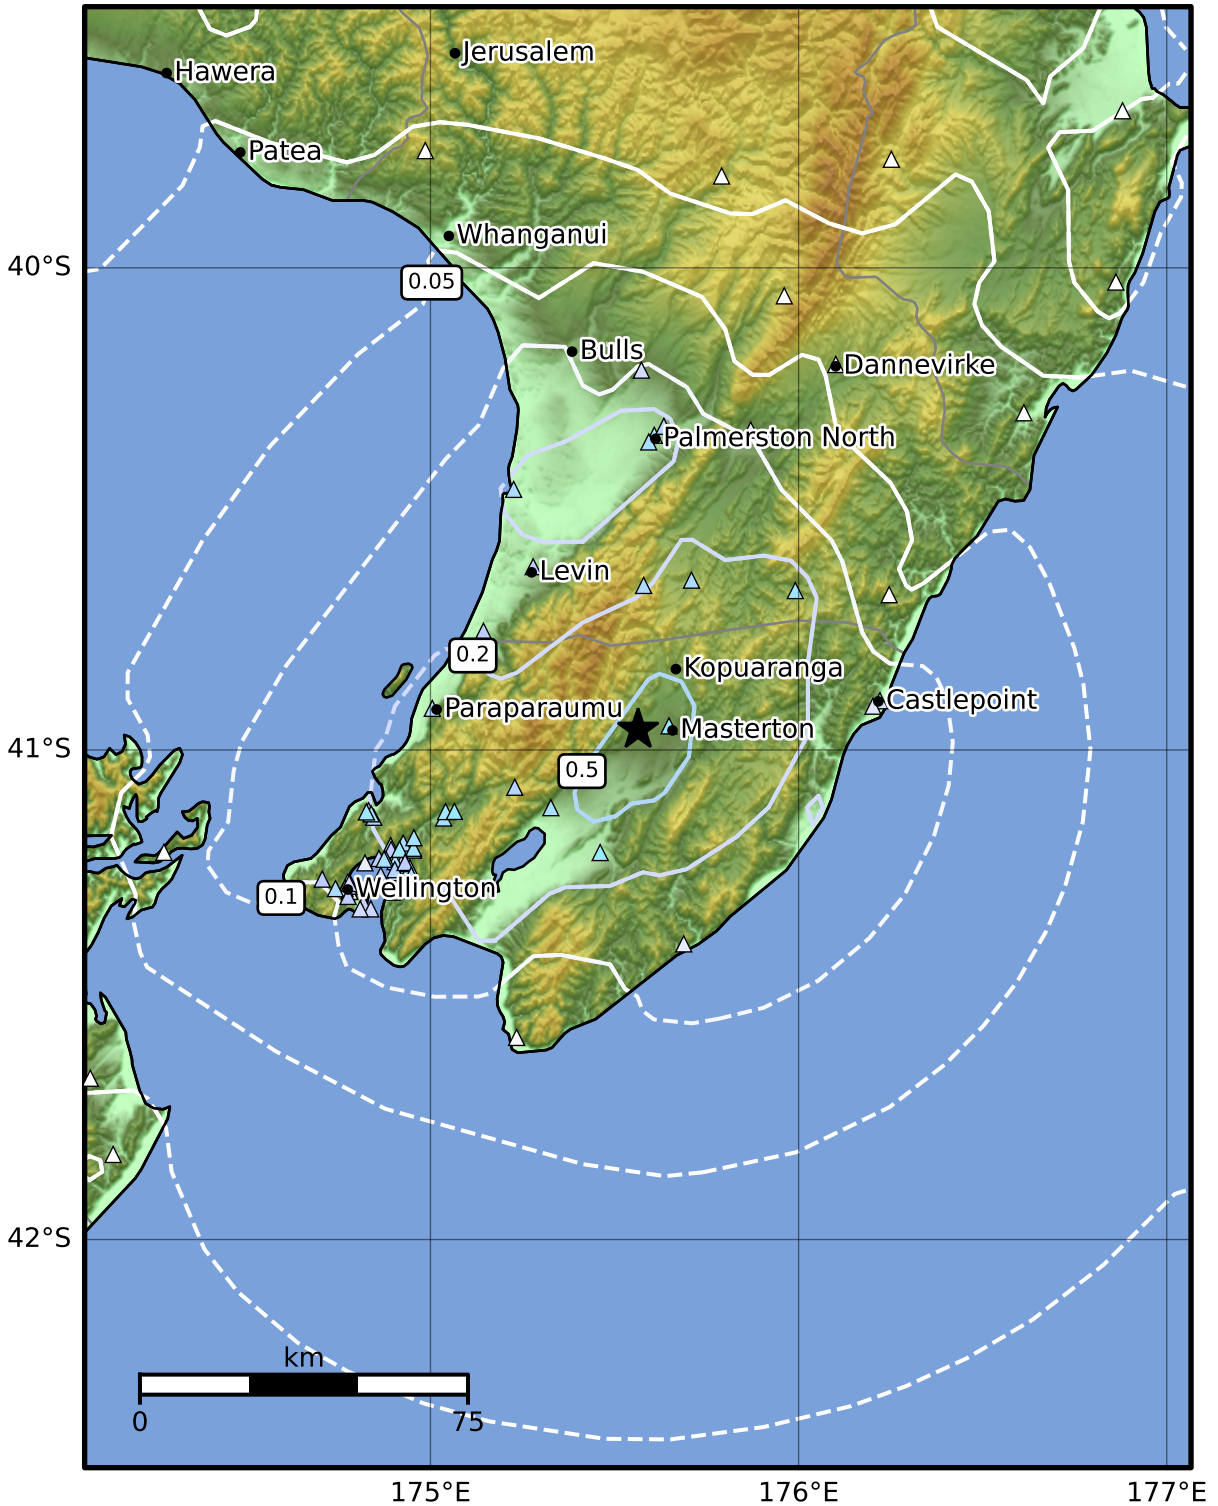 Jerusalem
Hawera
Patea
Whanganui
40°S
0.05
Bulls
Dannevirke
Palmerston North
Levin
0.2
Kopuaranga
Castlepoint
Paraparaumu
Masterton
41°S
0.5
Wellington
0.1
42°S
km
0
75
175°E
176°E
177°E